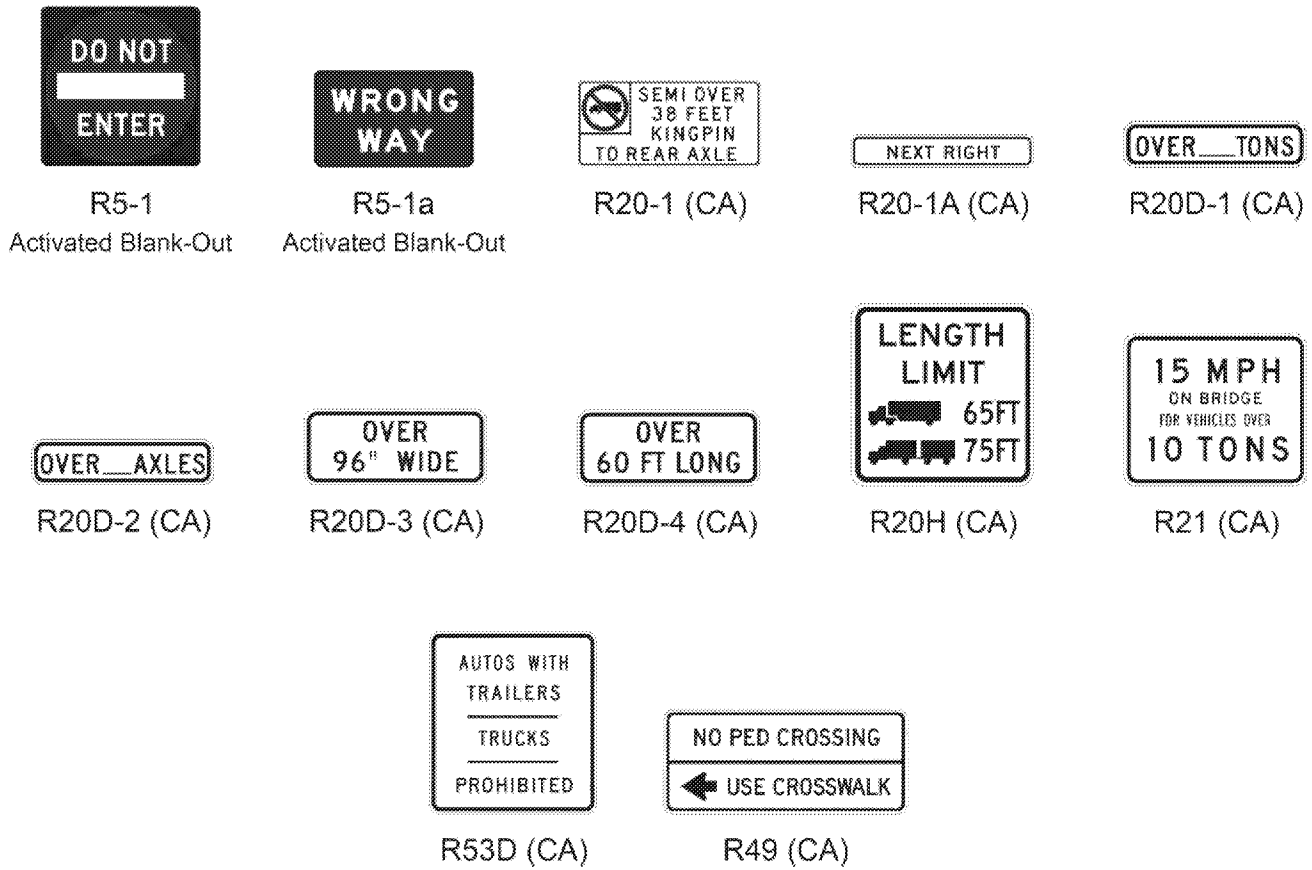 DO NOT
ENTER
R5-1
Activated Blank-Out
WRONG
WAY
R5-1a
Activated Blank-Out
SEMI OVER
38 FEET
KINGPIN
TO REAR AXLE
R20-1 (CA)
NEXT RIGHT
R20-1A (CA)
OVER___TONS
R20D-1 (CA)
OVER___AXLES
R20D-2 (CA)
OVER
96" WIDE
R20D-3 (CA)
OVER
60 FT LONG
R20D-4 (CA)
LENGTH
LIMIT
65FT
75FT
R20H (CA)
15 MPH
ON BRIDGE
FOR VEHICLES OVER
10 TONS
R21 (CA)
AUTOS WITH
TRAILERS
TRUCKS
PROHIBITED
R53D (CA)
NO PED CROSSING
USE CROSSWALK
R49 (CA)